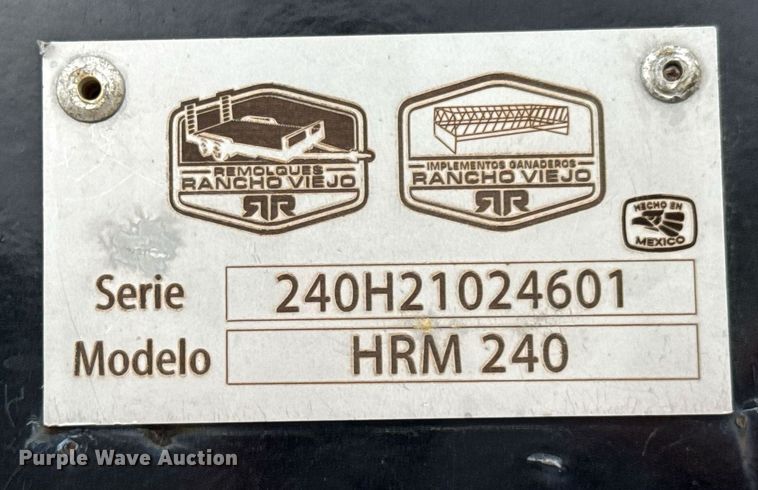 REMOLQUES
RANCHO VIEJO
RR
IMPLEMENTOS GANADEROS
RANCHO VIEJO
RR
HECHO EN
MEXICO
Serie 240H21024601
Modelo HRM 240
Purple Wave Auction